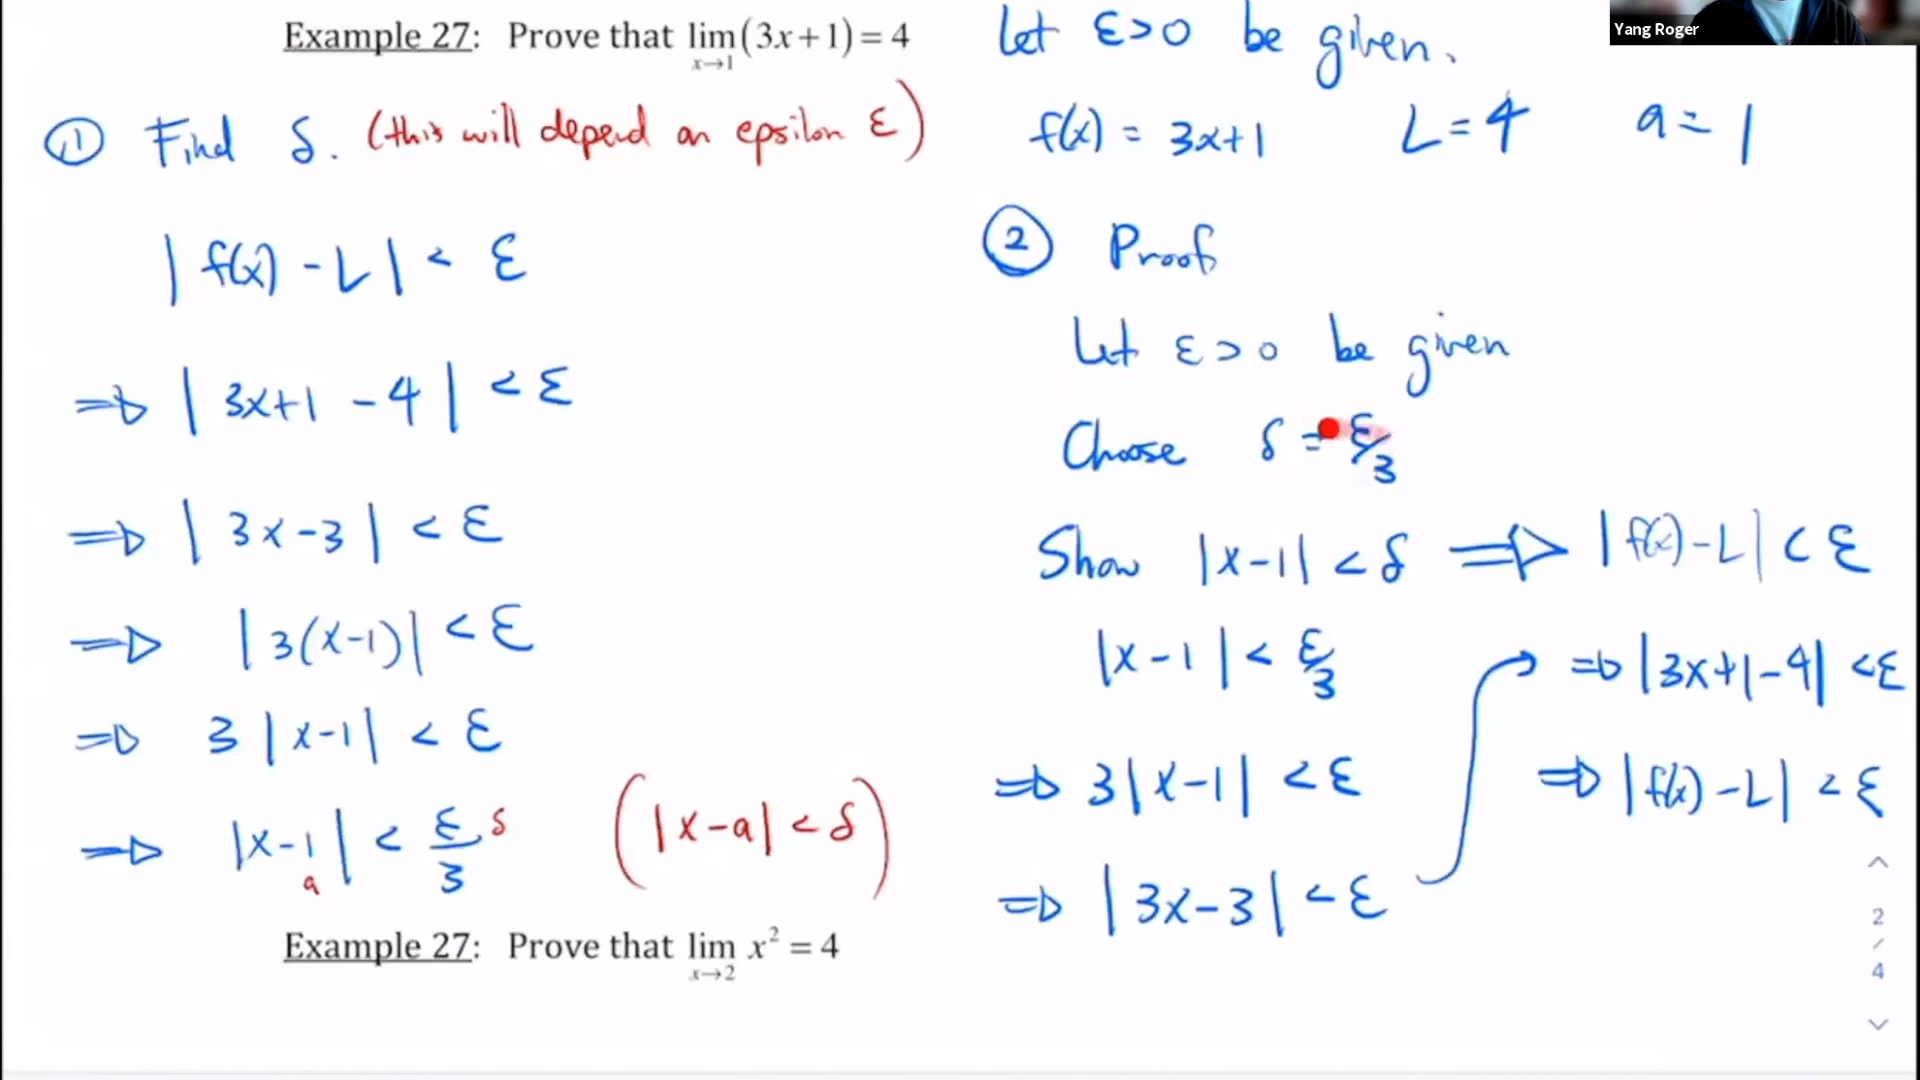 Example 27: Prove that lim x→1 (3x+1) = 4
Let ε>0 be given.
Yang Roger
① Find δ. (this will depend on epsilon ε)
f(x) = 3x+1 L = 4 a = 1
|f(x) - L| < ε
⇒ |3x+1 - 4| < ε
⇒ |3x-3| < ε
⇒ |3(x-1)| < ε
⇒ 3|x-1| < ε
⇒ |x-1| < ε/3 δ
a
(|x-a| < δ)
② Proof
Let ε>0 be given
Choose δ = ε/3
Show |x-1| < δ ⇒ |f(x)-L| < ε
|x-1| < ε/3
⇒ 3|x-1| < ε
⇒ |3x-3| < ε
⇒ |3x+1-4| < ε
⇒ |f(x)-L| < ε
Example 27: Prove that lim x→2 x² = 4
2
/
4